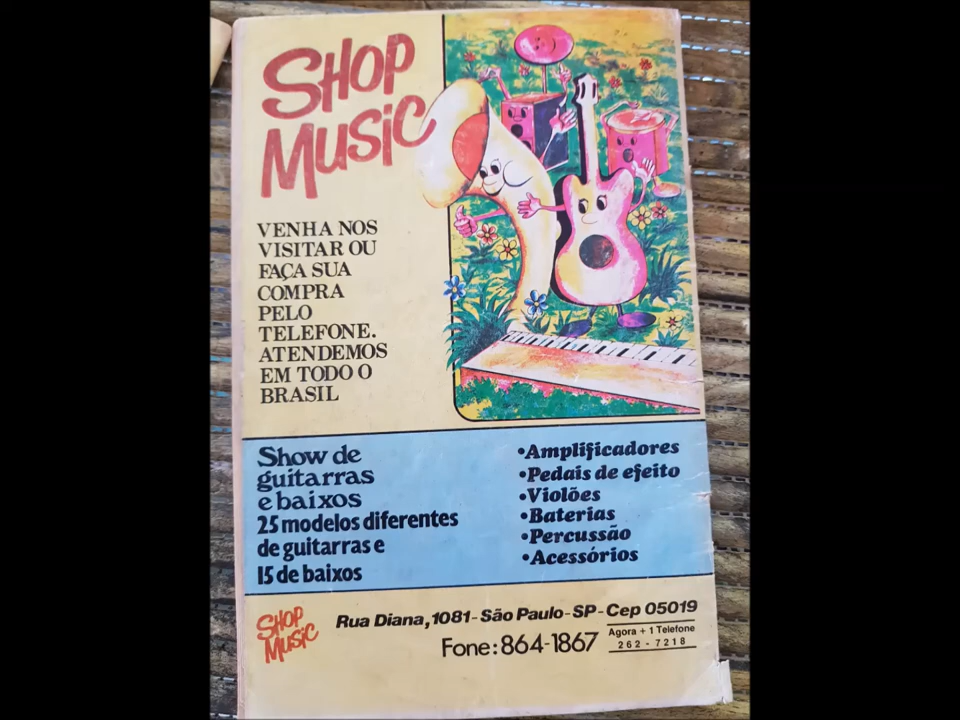 SHOP
MUSIC
VENHA NOS
VISITAR OU
FAÇA SUA
COMPRA
PELO
TELEFONE.
ATENDEMOS
EM TODO O
BRASIL
Show de
guitarras
e baixos
25 modelos diferentes
de guitarras e
15 de baixos
•Amplificadores
•Pedais de efeito
•Violões
•Baterias
•Percussão
•Acessórios
SHOP
MUSIC
Rua Diana, 1081 - São Paulo - SP - Cep 05019
Fone: 864-1867
Agora + 1 Telefone
262 - 7218